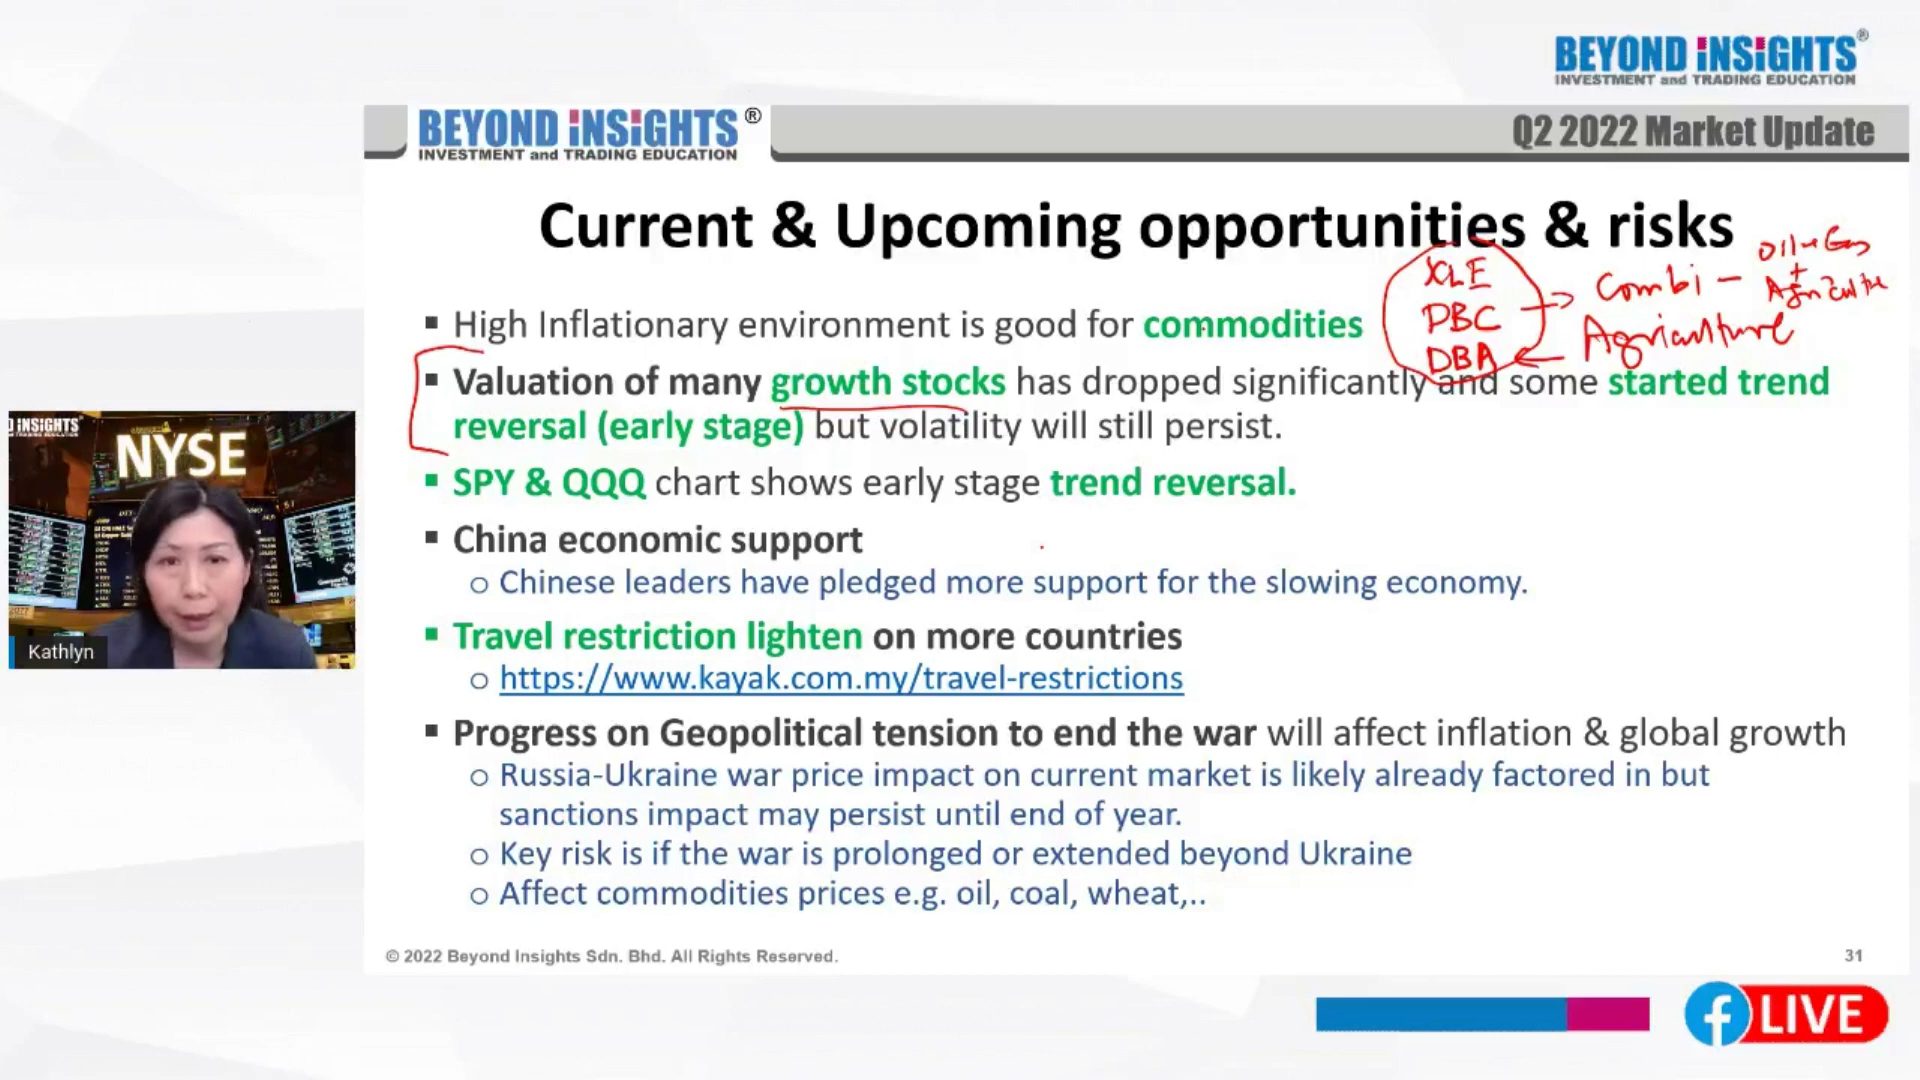 BEYOND iNSiGHTS®
INVESTMENT and TRADING EDUCATION
BEYOND iNSiGHTS®
INVESTMENT and TRADING EDUCATION
Q2 2022 Market Update
Current & Upcoming opportunities & risks
XLE
DBC
DBA
Combi - Oil & Gas
+
Agriculture
Agriculture
▪ High Inflationary environment is good for commodities
▪ Valuation of many growth stocks has dropped significantly and some started trend
reversal (early stage) but volatility will still persist.
▪ SPY & QQQ chart shows early stage trend reversal.
▪ China economic support
o Chinese leaders have pledged more support for the slowing economy.
▪ Travel restriction lighten on more countries
o https://www.kayak.com.my/travel-restrictions
▪ Progress on Geopolitical tension to end the war will affect inflation & global growth
o Russia-Ukraine war price impact on current market is likely already factored in but
sanctions impact may persist until end of year.
o Key risk is if the war is prolonged or extended beyond Ukraine
o Affect commodities prices e.g. oil, coal, wheat,..
© 2022 Beyond Insights Sdn. Bhd. All Rights Reserved.
31
iNSiGHTS
NYSE
Kathlyn
f LIVE